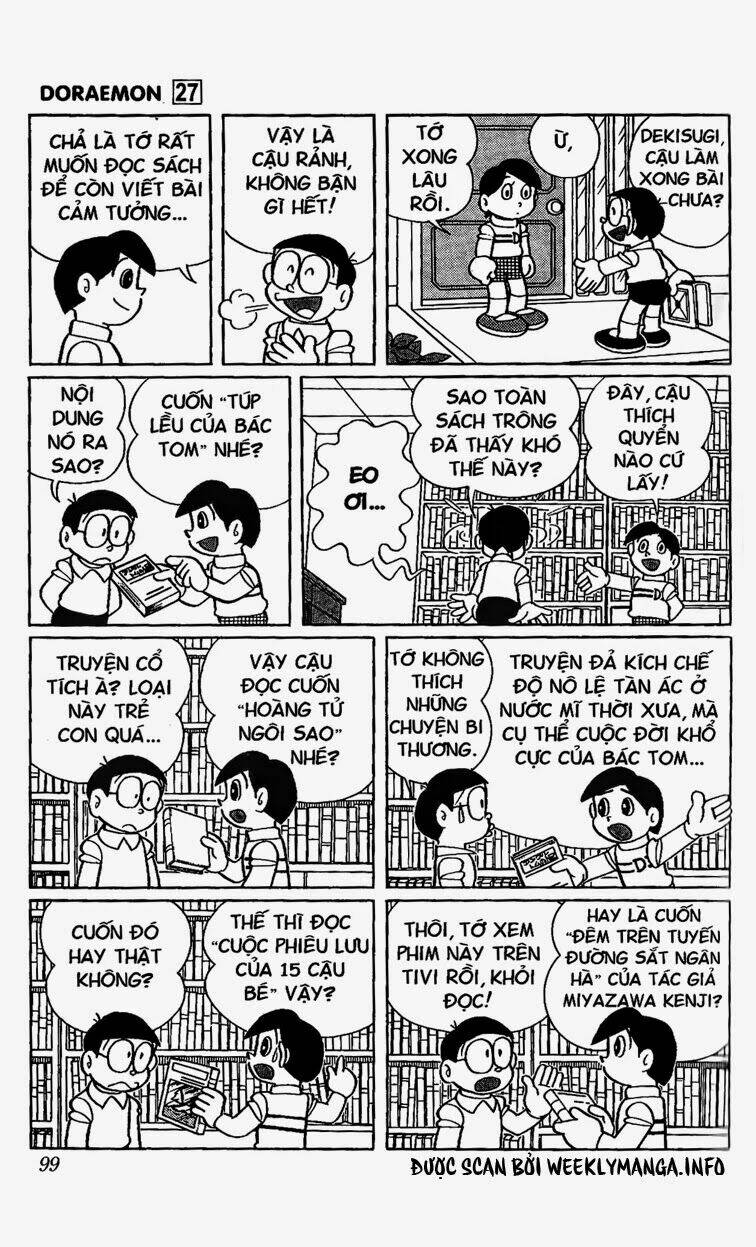 DORAEMON 27
DEKISUGI,
CẬU LÀM
XONG BÀI
CHƯA?
Ừ,
TỚ
XONG
LÂU
RỒI.
VẬY LÀ
CẬU RẢNH,
KHÔNG BẬN
GÌ HẾT!
CHẢ LÀ TỚ RẤT
MUỐN ĐỌC SÁCH
ĐỂ CÒN VIẾT BÀI
CẢM TƯỞNG...
ĐÂY, CẬU
THÍCH
QUYỂN
NÀO CỨ
LẤY!
SAO TOÀN
SÁCH TRÔNG
ĐÃ THẤY KHÓ
THẾ NÀY?
EO
ƠI...
CUỐN "TÚP
LỀU CỦA BÁC
TOM" NHÉ?
NỘI
DUNG
NÓ RA
SAO?
TRUYỆN ĐẢ KÍCH CHẾ
ĐỘ NÔ LỆ TÀN ÁC Ở
NƯỚC MĨ THỜI XƯA, MÀ
CỤ THỂ CUỘC ĐỜI KHỔ
CỰC CỦA BÁC TOM...
TỚ KHÔNG
THÍCH
NHỮNG
CHUYỆN BI
THƯƠNG.
VẬY CẬU
ĐỌC CUỐN
"HOÀNG TỬ
NGÔI SAO"
NHÉ?
TRUYỆN CỔ
TÍCH À? LOẠI
NÀY TRẺ
CON QUÁ...
HAY LÀ CUỐN
"ĐÊM TRÊN TUYẾN
ĐƯỜNG SẮT NGÂN
HÀ" CỦA TÁC GIẢ
MIYAZAWA KENJI?
THÔI, TỚ XEM
PHIM NÀY TRÊN
TIVI RỒI, KHỎI
ĐỌC!
THẾ THÌ ĐỌC
"CUỘC PHIÊU LƯU
CỦA 15 CẬU
BÉ" VẬY?
CUỐN ĐÓ
HAY THẬT
KHÔNG?
99
ĐƯỢC SCAN BỞI WEEKLYMANGA.INFO